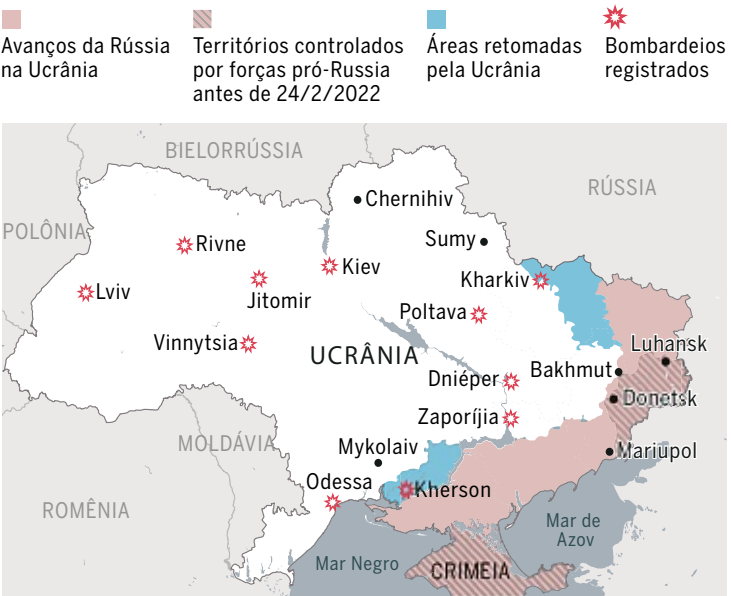 Avanços da Rússia
na Ucrânia
Territórios controlados
por forças pró-Russia
antes de 24/2/2022
Áreas retomadas
pela Ucrânia
Bombardeios
registrados
BIELORRÚSSIA
RÚSSIA
Chernihiv
POLÔNIA
Rivne
Sumy
Kiev
Kharkiv
Lviv
Jitomir
Poltava
Vinnytsia
UCRÂNIA
Luhansk
Bakhmut
Dniéper
Donetsk
Zaporíjia
MOLDÁVIA
Mykolaiv
Mariupol
Odessa
Kherson
ROMÊNIA
Mar de
Azov
Mar Negro
CRIMEIA